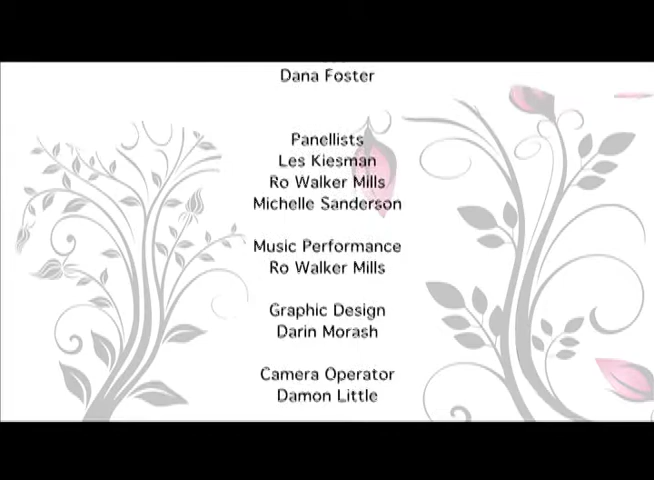 Dana Foster
Panellists
Les Kiesman
Ro Walker Mills
Michelle Sanderson
Music Performance
Ro Walker Mills
Graphic Design
Darin Morash
Camera Operator
Damon Little